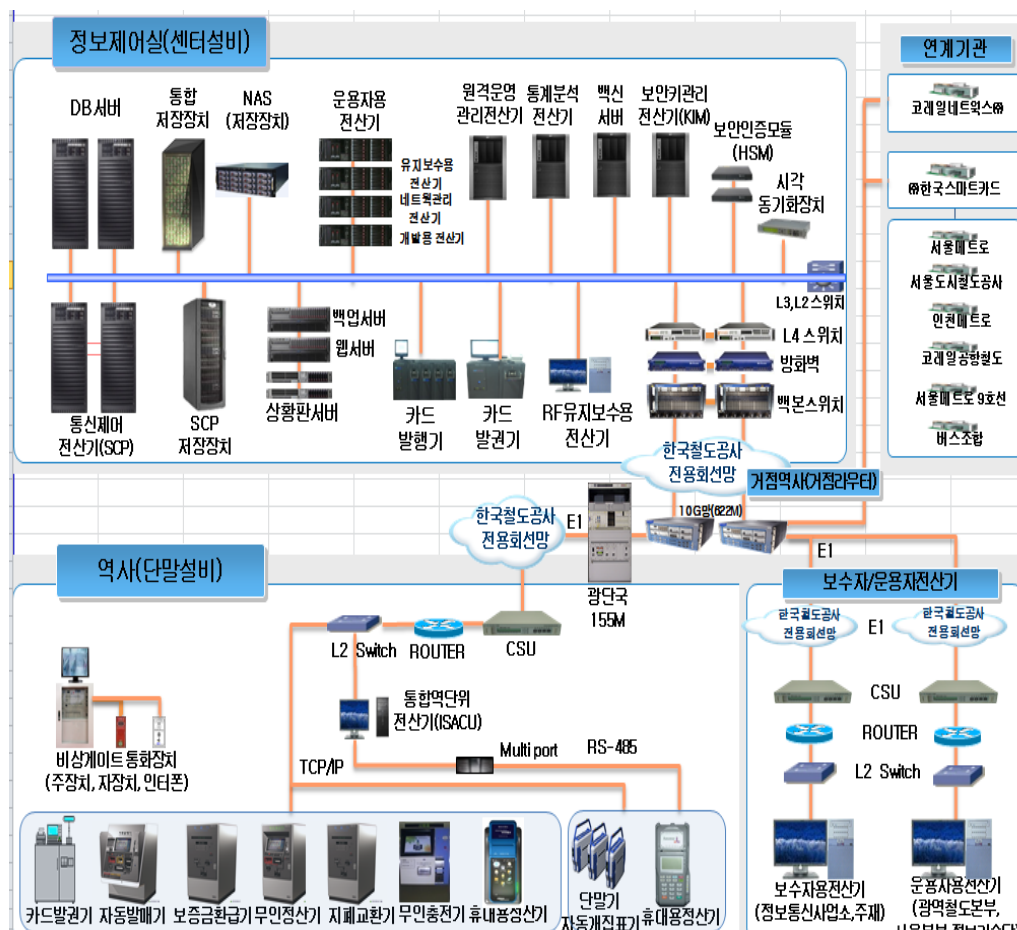 정보제어실(센터설비)
DB서버
통합
저장장치
NAS
(저장장치)
운용자용
전산기
유지보수용
전산기
네트웍관리
전산기
개발용 전산기
원격운영
관리전산기
통계분석
전산기
백신
서버
보안키관리
전산기(KIM)
보안인증모듈
(HSM)
시각
동기화장치
L3,L2스위치
통신제어
전산기(SCP)
SCP
저장장치
백업서버
웹서버
상황판서버
카드
발행기
카드
발권기
RF유지보수용
전산기
L4 스위치
방화벽
백본스위치
연계기관
코레일네트웍스㈜
㈜한국스마트카드
서울메트로
서울도시철도공사
인천메트로
코레일공항철도
서울메트로 9호선
버스조합
한국철도공사
전용회선망
거점역사(거점라우터)
10G망(622M)
한국철도공사
전용회선망
E1
광단국
155M
E1
역사(단말설비)
L2 Switch
ROUTER
CSU
통합역단위
전산기(ISACU)
비상게이트 통화장치
(주장치, 자장치, 인터폰)
TCP/IP
Multi port
RS-485
카드발권기
자동발매기
보증금환급기
무인정산기
지폐교환기
무인충전기
휴대용정산기
단말기
자동개집표기
휴대용정산기
보수자/운용자전산기
한국철도공사
전용회선망
E1
한국철도공사
전용회선망
CSU
ROUTER
L2 Switch
보수자용전산기
(정보통신사업소,주재)
운용사용전산기
(광역철도본부,